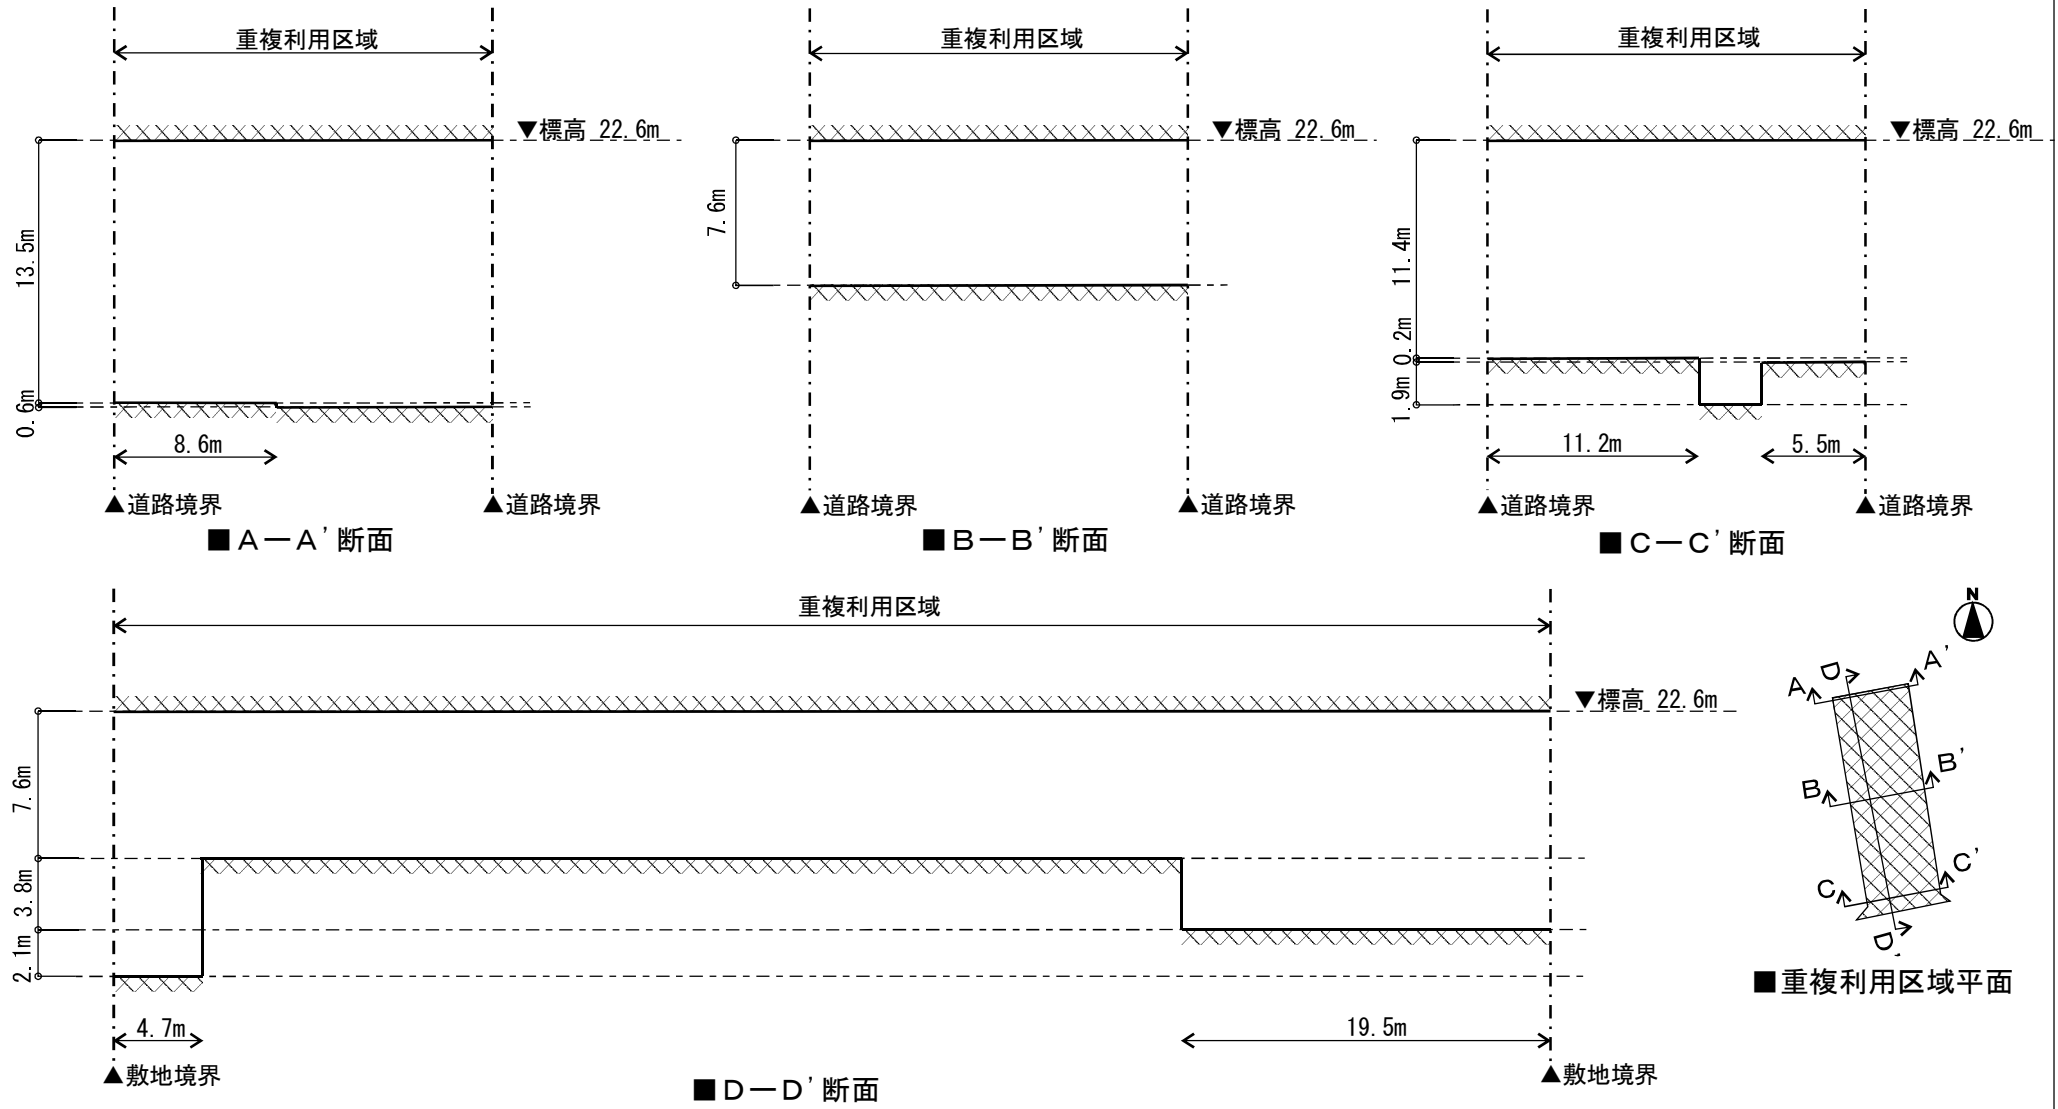 重複利用区域
▼標高 22.6m
13.5m
0.6m
8.6m
▲道路境界
▲道路境界
■A－A'断面
重複利用区域
▼標高 22.6m
7.6m
▲道路境界
▲道路境界
■B－B'断面
重複利用区域
▼標高 22.6m
11.4m
0.2m
1.9m
11.2m
5.5m
▲道路境界
▲道路境界
■C－C'断面
重複利用区域
▼標高 22.6m
7.6m
3.8m
2.1m
4.7m
19.5m
▲敷地境界
▲敷地境界
■D－D'断面
N
A
D
A'
B
B'
C
C'
D'
■重複利用区域平面